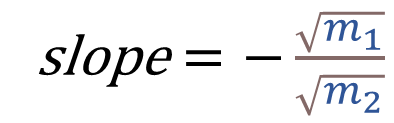 slope = − √m₁ / √m₂